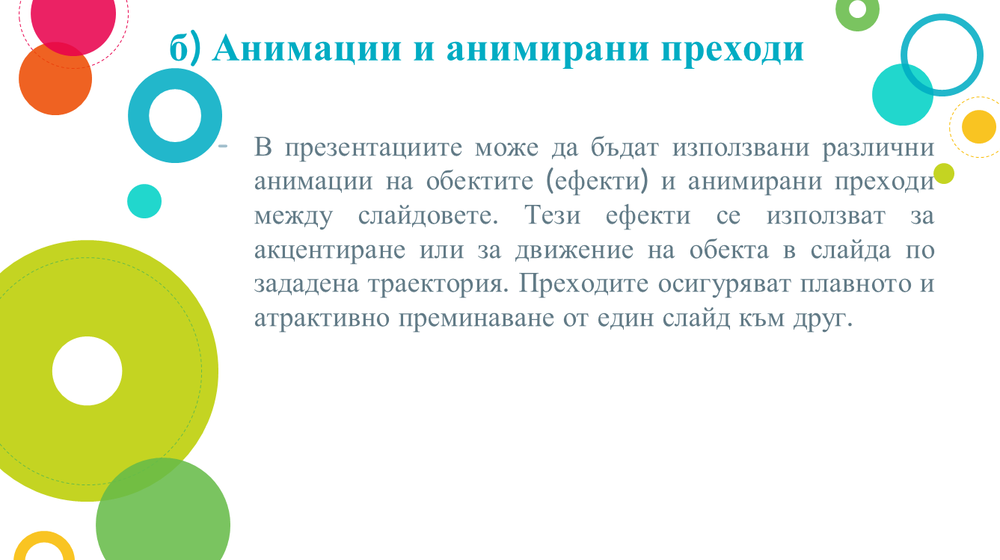 б) Анимации и анимирани преходи
- В презентациите може да бъдат използвани различни
анимации на обектите (ефекти) и анимирани преходи
между слайдовете. Тези ефекти се използват за
акцентиране или за движение на обекта в слайда по
зададена траектория. Преходите осигуряват плавното и
атрактивно преминаване от един слайд към друг.